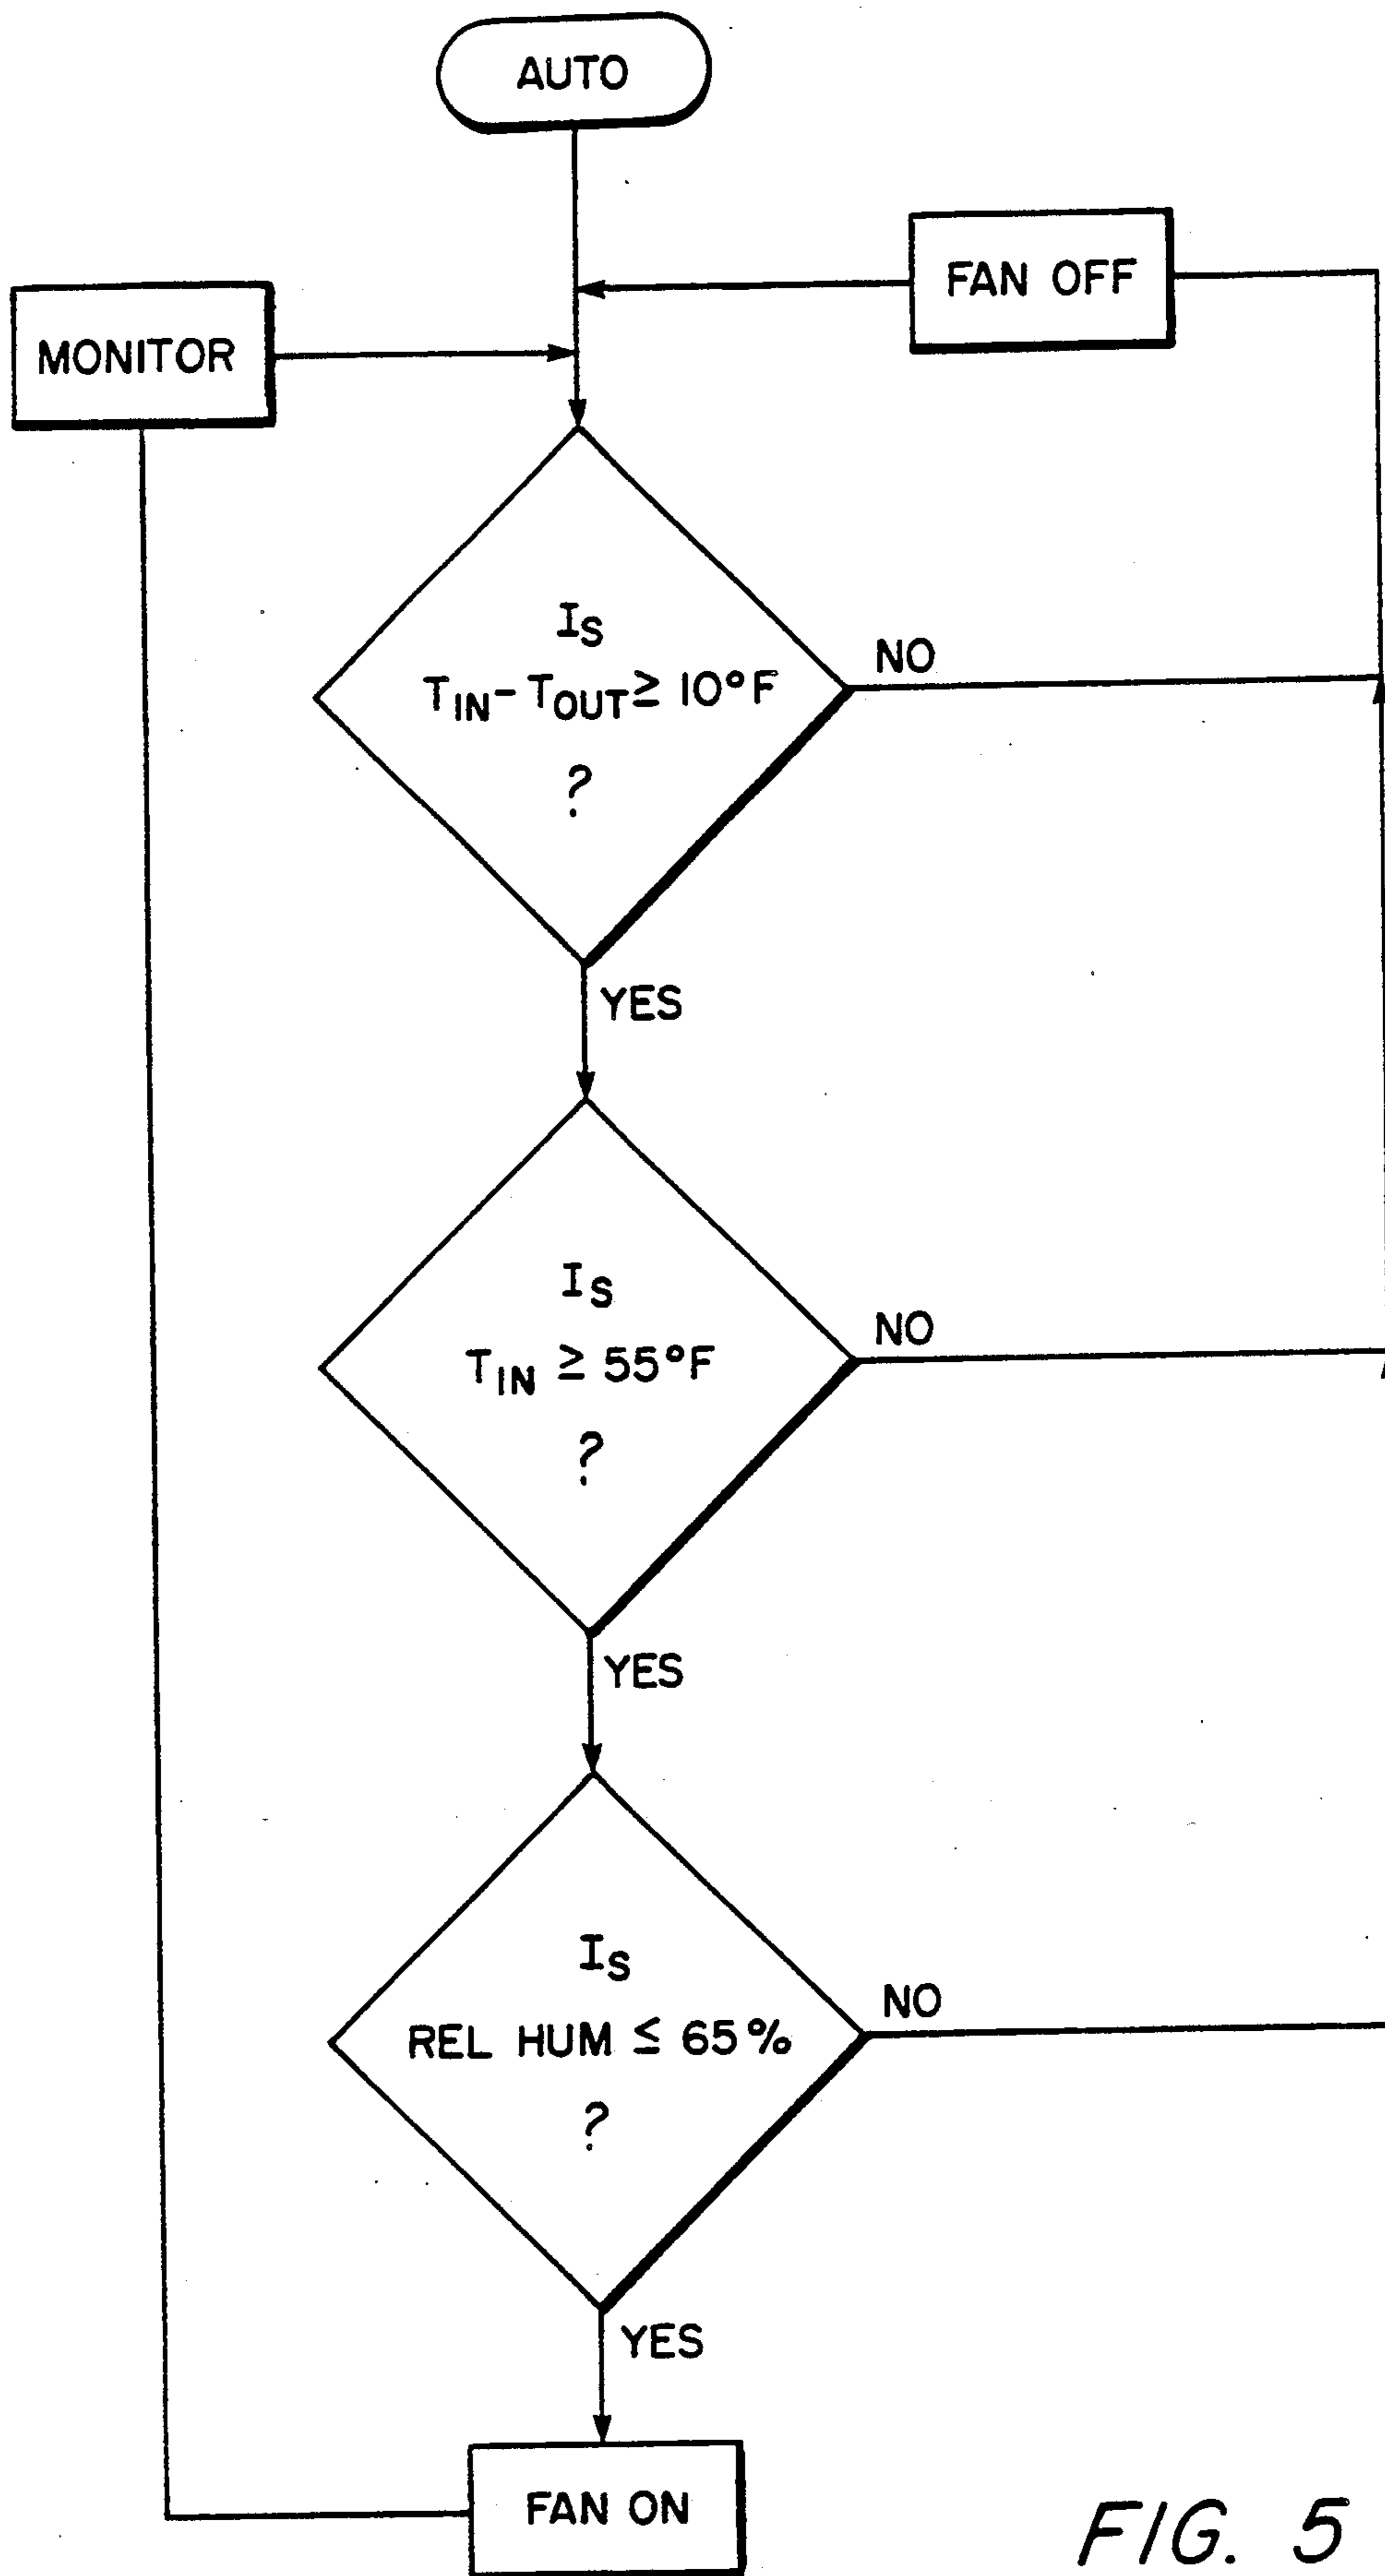 AUTO
FAN OFF
MONITOR
IS
TIN - TOUT ≥ 10°F
?
NO
YES
IS
TIN ≥ 55°F
?
NO
YES
IS
REL HUM ≤ 65%
?
NO
YES
FAN ON
FIG. 5